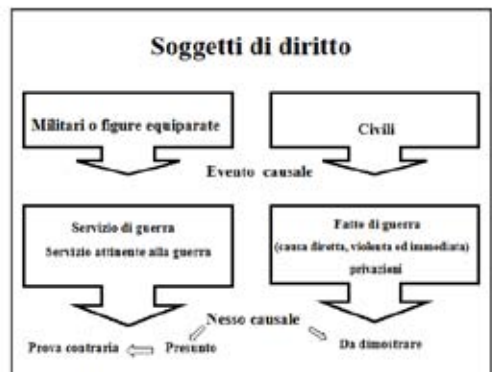 Soggetti di diritto
Militari o figure equiparate
Civili
Evento causale
Servizio di guerra
Servizio attinente alla guerra
Fatto di guerra
(causa diretta, violenta ed immediata)
privazioni
Nesso causale
Prova contraria
Presunto
Da dimostrare